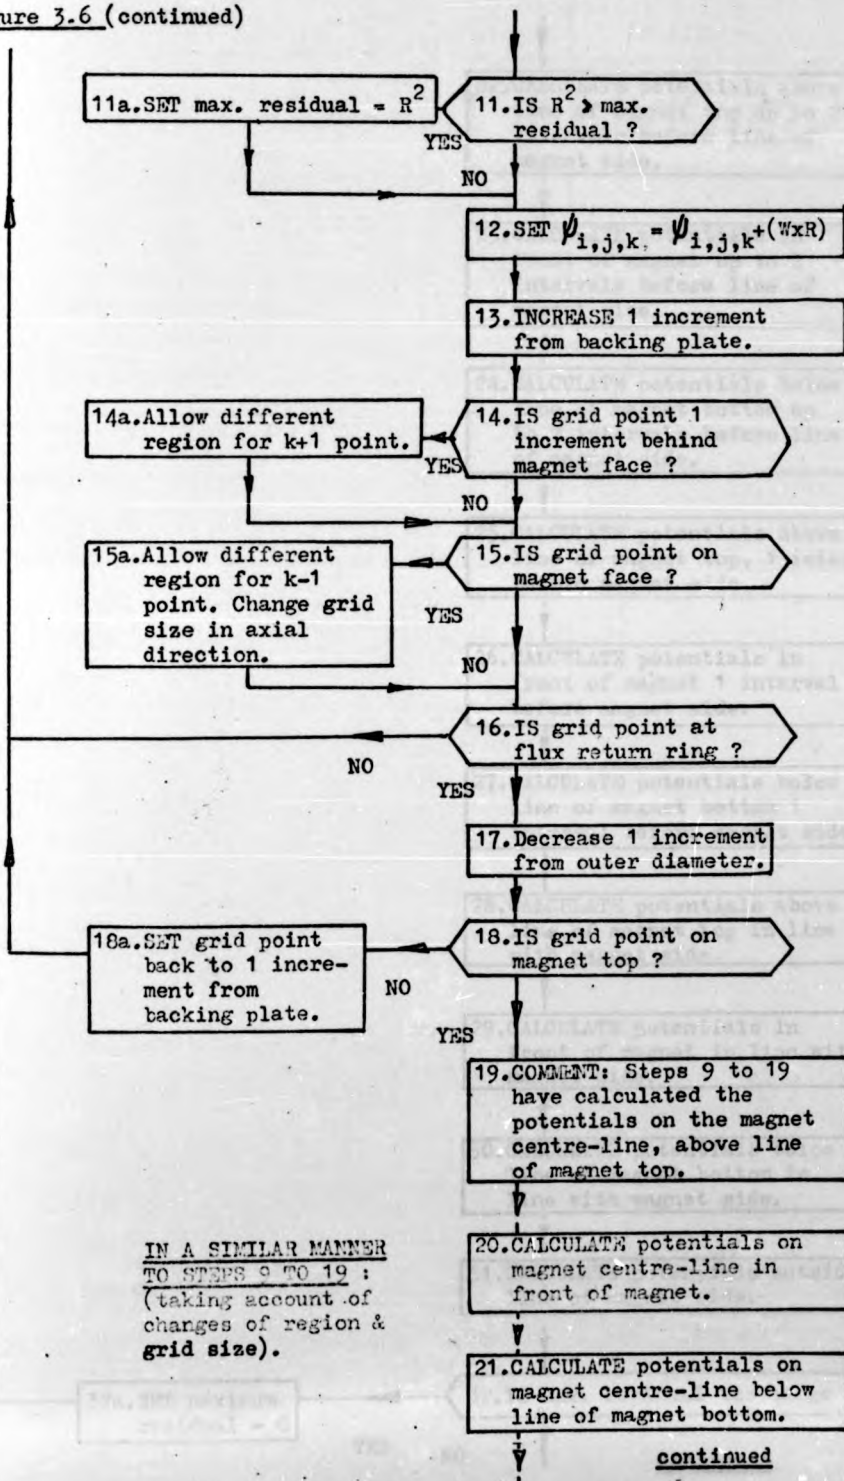 ure 3.6 (continued)
11a.SET max. residual = R²
11.IS R² > max.
residual ?
YES
NO
12.SET ψi,j,k = ψi,j,k+(WxR)
13.INCREASE 1 increment
from backing plate.
14a.Allow different
region for k+1 point.
14.IS grid point 1
increment behind
magnet face ?
YES
NO
15a.Allow different
region for k-1
point. Change grid
size in axial
direction.
15.IS grid point on
magnet face ?
YES
NO
16.IS grid point at
flux return ring ?
NO
YES
17.Decrease 1 increment
from outer diameter.
18a.SET grid point
back to 1 incre-
ment from
backing plate.
18.IS grid point on
magnet top ?
NO
YES
19.COMMENT: Steps 9 to 19
have calculated the
potentials on the magnet
centre-line, above line
of magnet top.
IN A SIMILAR MANNER
TO STEPS 9 TO 19 :
(taking account of
changes of region &
grid size).
20.CALCULATE potentials on
magnet centre-line in
front of magnet.
21.CALCULATE potentials on
magnet centre-line below
line of magnet bottom.
continued